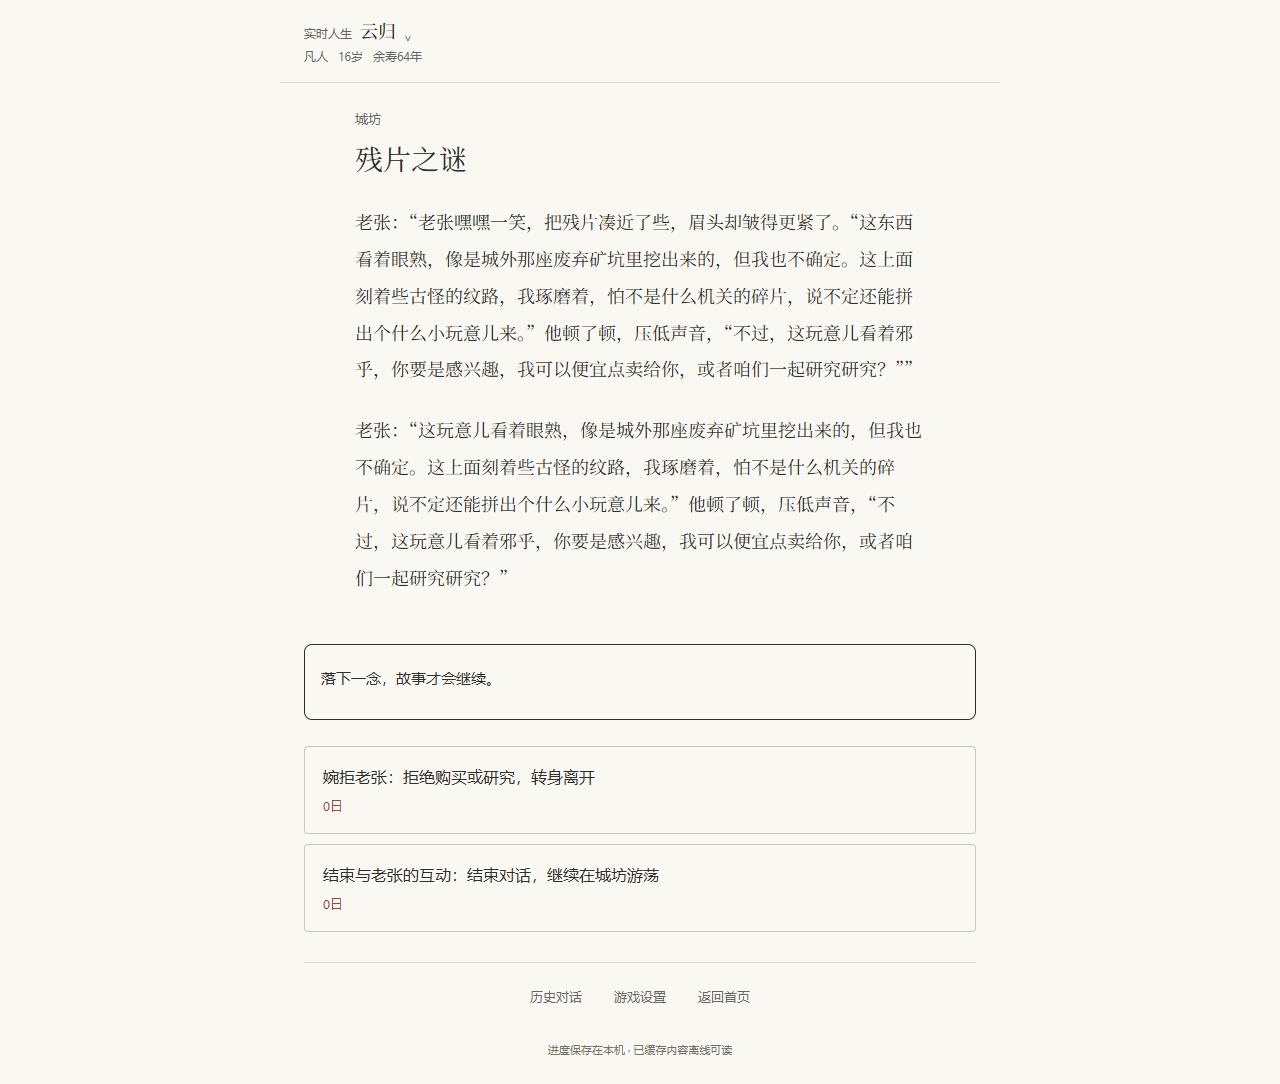 实时人生 云归 v
凡人 16岁 余寿64年
城坊
残片之谜
老张：“老张嘿嘿一笑，把残片凑近了些，眉头却皱得更紧了。“这东西
看着眼熟，像是城外那座废弃矿坑里挖出来的，但我也不确定。这上面
刻着些古怪的纹路，我琢磨着，怕不是什么机关的碎片，说不定还能拼
出个什么小玩意儿来。”他顿了顿，压低声音，“不过，这玩意儿看着邪
乎，你要是感兴趣，我可以便宜点卖给你，或者咱们一起研究研究？””
老张：“这玩意儿看着眼熟，像是城外那座废弃矿坑里挖出来的，但我也
不确定。这上面刻着些古怪的纹路，我琢磨着，怕不是什么机关的碎
片，说不定还能拼出个什么小玩意儿来。”他顿了顿，压低声音，“不
过，这玩意儿看着邪乎，你要是感兴趣，我可以便宜点卖给你，或者咱
们一起研究研究？”
落下一念，故事才会继续。
婉拒老张：拒绝购买或研究，转身离开
0日
结束与老张的互动：结束对话，继续在城坊游荡
0日
历史对话 游戏设置 返回首页
进度保存在本机 · 已缓存内容离线可读